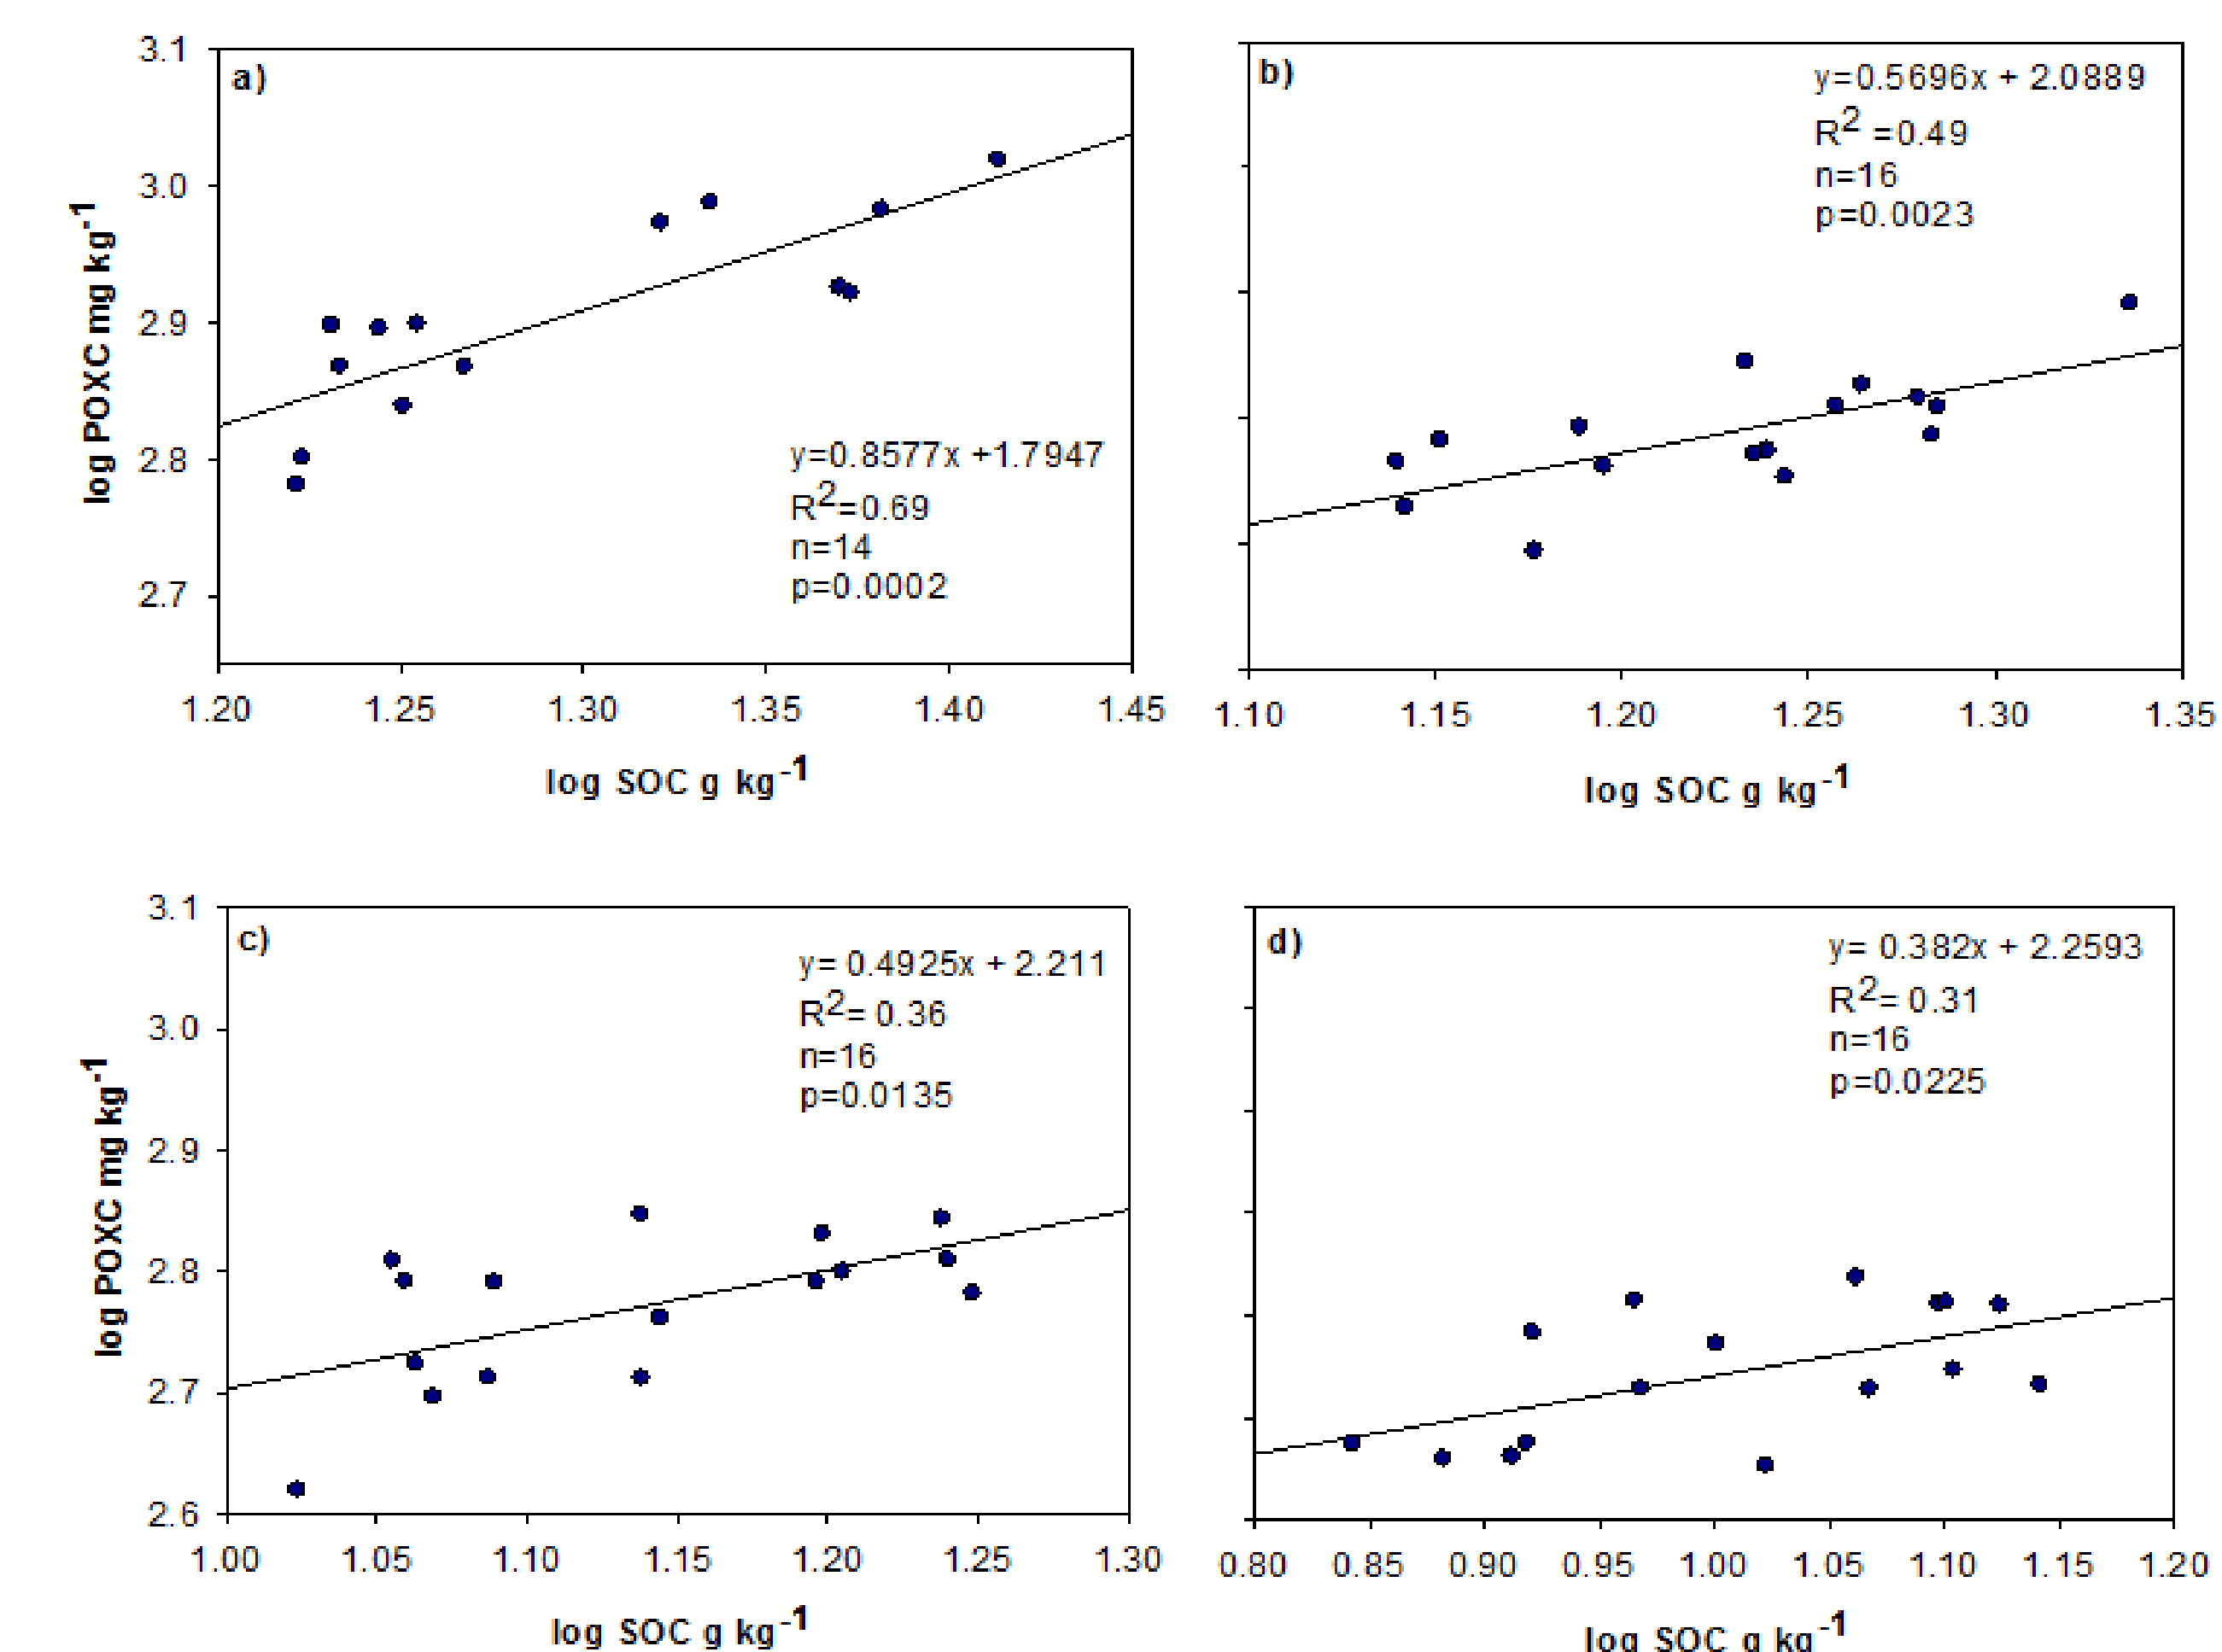 a)
3.1
3.0
2.9
2.8
2.7
log POXC mg kg-1
y=0.8577x +1.7947
R2=0.69
n=14
p=0.0002
1.20 1.25 1.30 1.35 1.40 1.45
log SOC g kg-1
b)
y=0.5696x + 2.0889
R2 =0.49
n=16
p=0.0023
1.10 1.15 1.20 1.25 1.30 1.35
log SOC g kg-1
c)
3.1
3.0
2.9
2.8
2.7
2.6
log POXC mg kg-1
y= 0.4925x + 2.211
R2= 0.36
n=16
p=0.0135
1.00 1.05 1.10 1.15 1.20 1.25 1.30
log SOC g kg-1
d)
y= 0.382x + 2.2593
R2= 0.31
n=16
p=0.0225
0.80 0.85 0.90 0.95 1.00 1.05 1.10 1.15 1.20
log SOC g kg-1